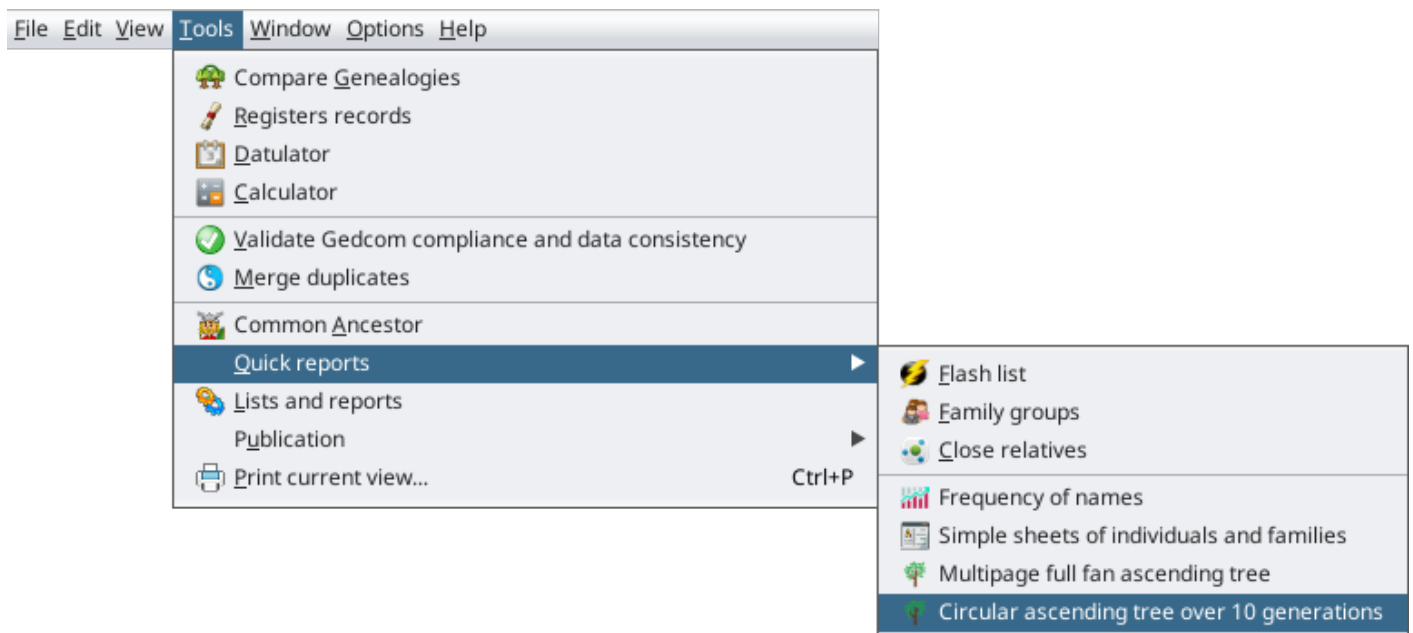 File Edit View Tools Window Options Help
Compare Genealogies
Registers records
Datulator
Calculator
Validate Gedcom compliance and data consistency
Merge duplicates
Common Ancestor
Quick reports
Lists and reports
Publication
Print current view... Ctrl+P
Flash list
Family groups
Close relatives
Frequency of names
Simple sheets of individuals and families
Multipage full fan ascending tree
Circular ascending tree over 10 generations